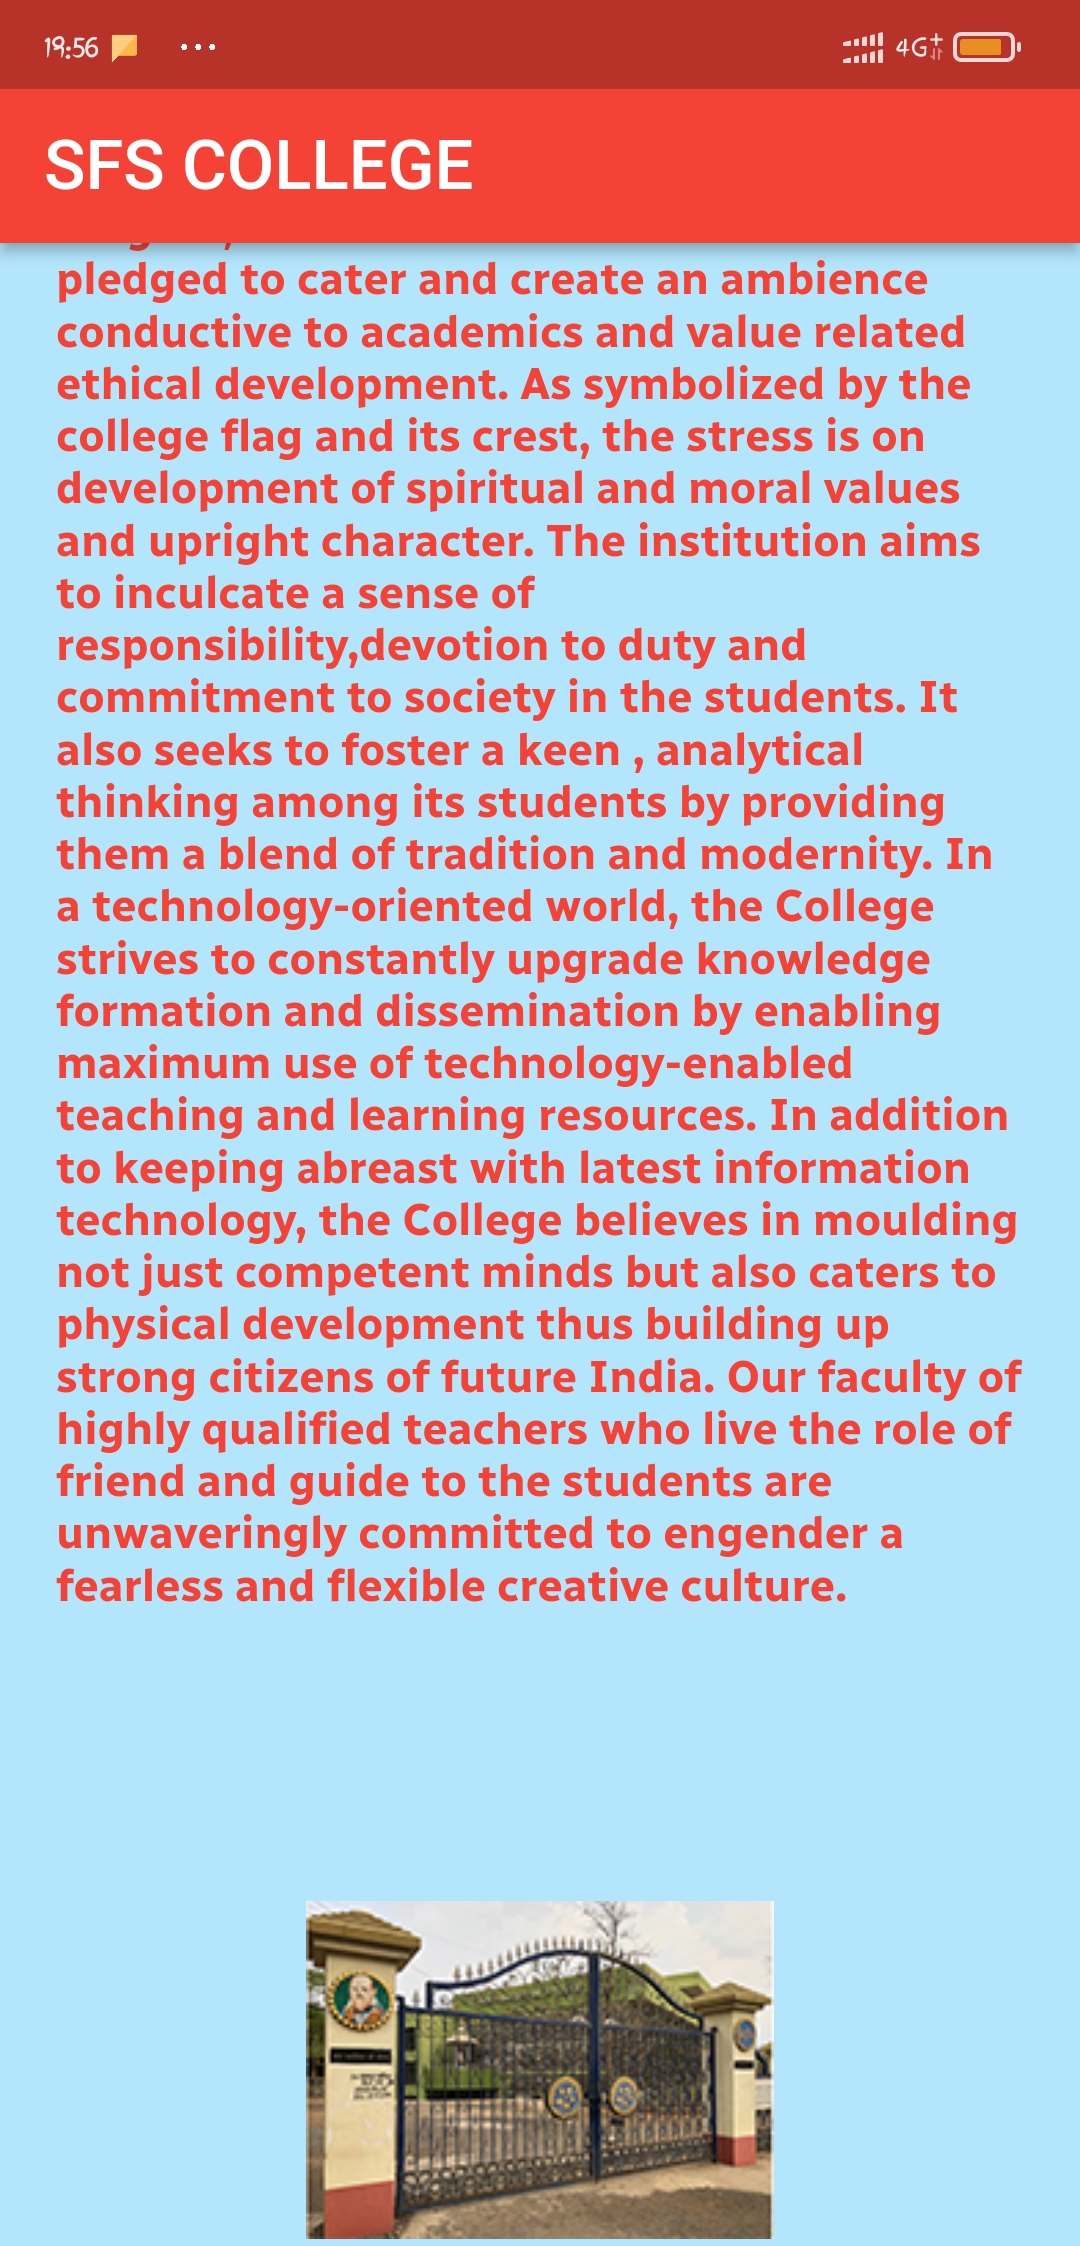 19:56
4G+
SFS COLLEGE
pledged to cater and create an ambience
conductive to academics and value related
ethical development. As symbolized by the
college flag and its crest, the stress is on
development of spiritual and moral values
and upright character. The institution aims
to inculcate a sense of
responsibility,devotion to duty and
commitment to society in the students. It
also seeks to foster a keen , analytical
thinking among its students by providing
them a blend of tradition and modernity. In
a technology-oriented world, the College
strives to constantly upgrade knowledge
formation and dissemination by enabling
maximum use of technology-enabled
teaching and learning resources. In addition
to keeping abreast with latest information
technology, the College believes in moulding
not just competent minds but also caters to
physical development thus building up
strong citizens of future India. Our faculty of
highly qualified teachers who live the role of
friend and guide to the students are
unwaveringly committed to engender a
fearless and flexible creative culture.